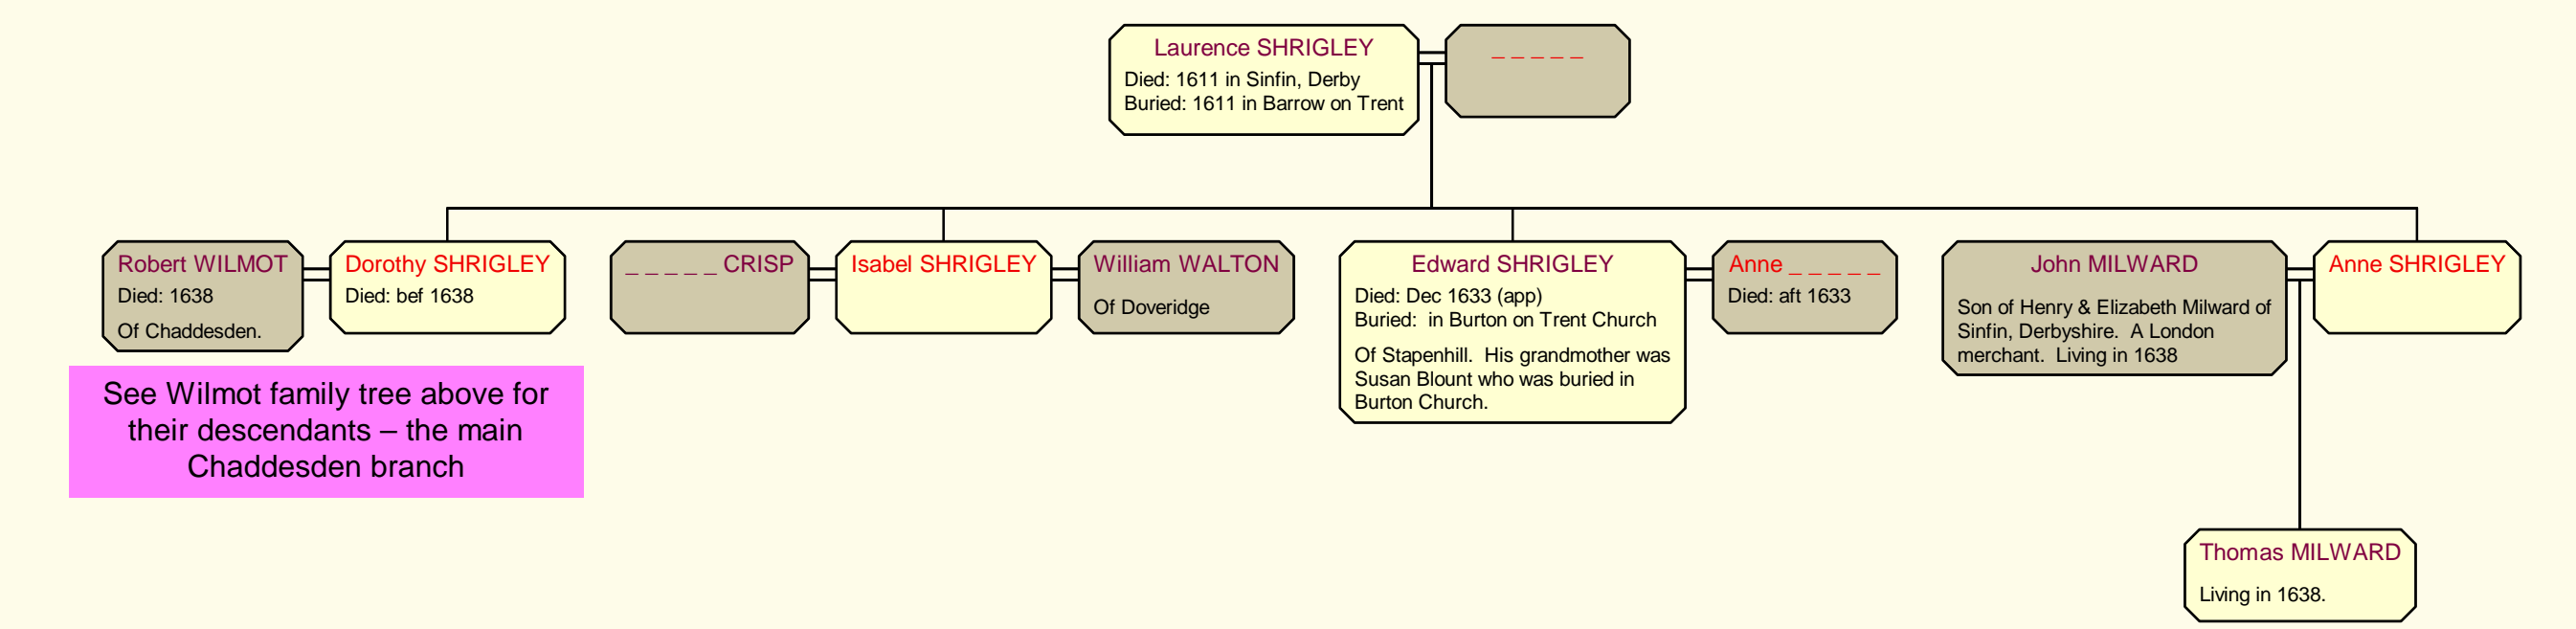 Laurence SHRIGLEY
Died: 1611 in Sinfin, Derby
Buried: 1611 in Barrow on Trent
_ _ _ _ _
Robert WILMOT
Died: 1638
Of Chaddesden.
Dorothy SHRIGLEY
Died: bef 1638
_ _ _ _ _ CRISP
Isabel SHRIGLEY
William WALTON
Of Doveridge
Edward SHRIGLEY
Died: Dec 1633 (app)
Buried:  in Burton on Trent Church
Of Stapenhill.  His grandmother was
Susan Blount who was buried in
Burton Church.
Anne _ _ _ _ _
Died: aft 1633
John MILWARD
Son of Henry & Elizabeth Milward of
Sinfin, Derbyshire.  A London
merchant.  Living in 1638
Anne SHRIGLEY
See Wilmot family tree above for
their descendants – the main
Chaddesden branch
Thomas MILWARD
Living in 1638.